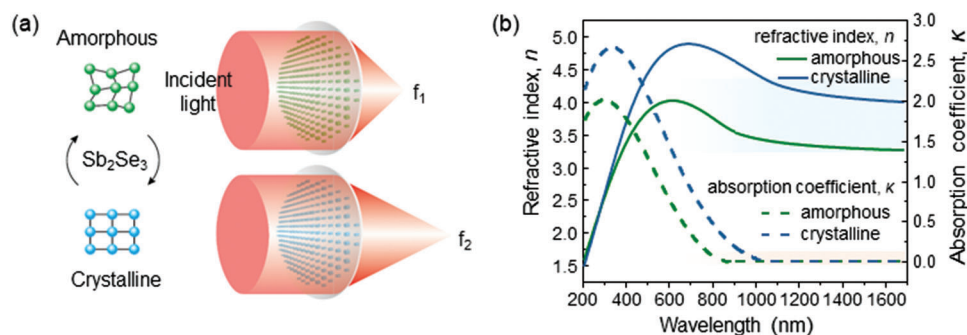 (a)
Amorphous
Sb₂Se₃
Crystalline
Incident
light
f₁
f₂
(b)
Refractive index, n
5.0
4.5
4.0
3.5
3.0
2.5
2.0
1.5
refractive index, n
amorphous
crystalline
absorption coefficient, κ
amorphous
crystalline
3.0
2.5
2.0
1.5
1.0
0.5
0.0
Absorption coefficient, κ
200 400 600 800 1000 1200 1400 1600
Wavelength (nm)